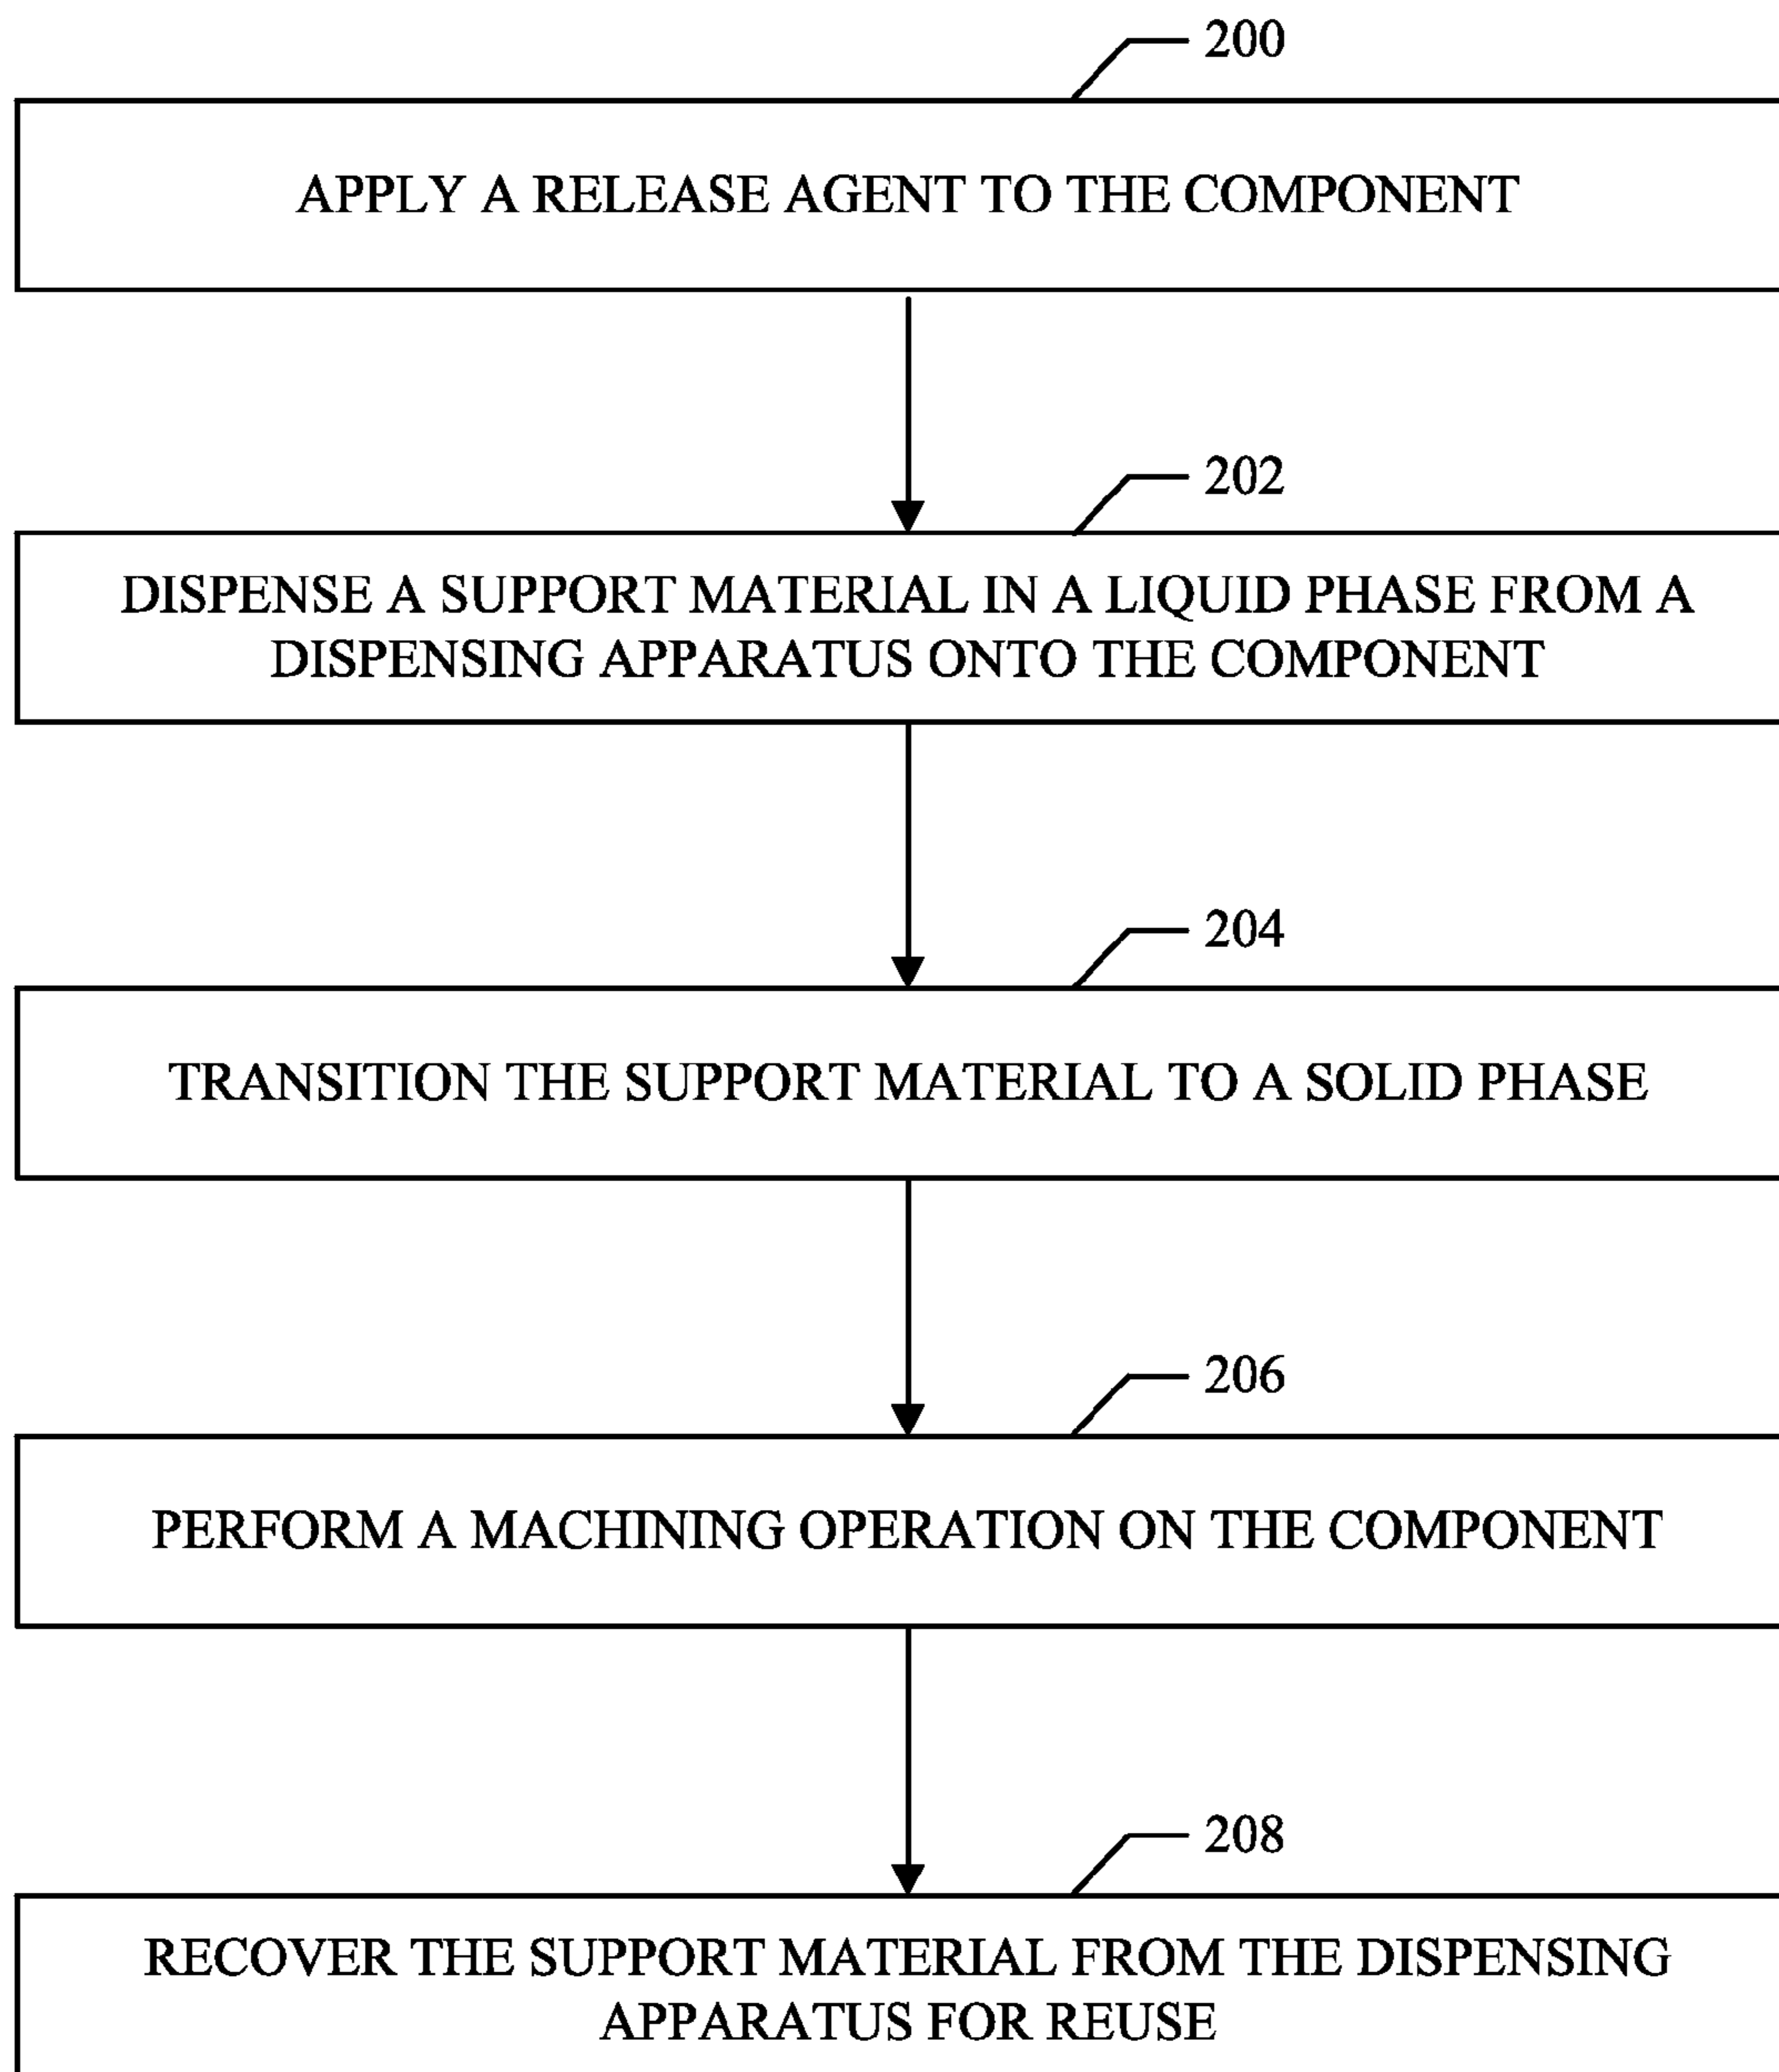 200
APPLY A RELEASE AGENT TO THE COMPONENT
202
DISPENSE A SUPPORT MATERIAL IN A LIQUID PHASE FROM A
DISPENSING APPARATUS ONTO THE COMPONENT
204
TRANSITION THE SUPPORT MATERIAL TO A SOLID PHASE
206
PERFORM A MACHINING OPERATION ON THE COMPONENT
208
RECOVER THE SUPPORT MATERIAL FROM THE DISPENSING
APPARATUS FOR REUSE